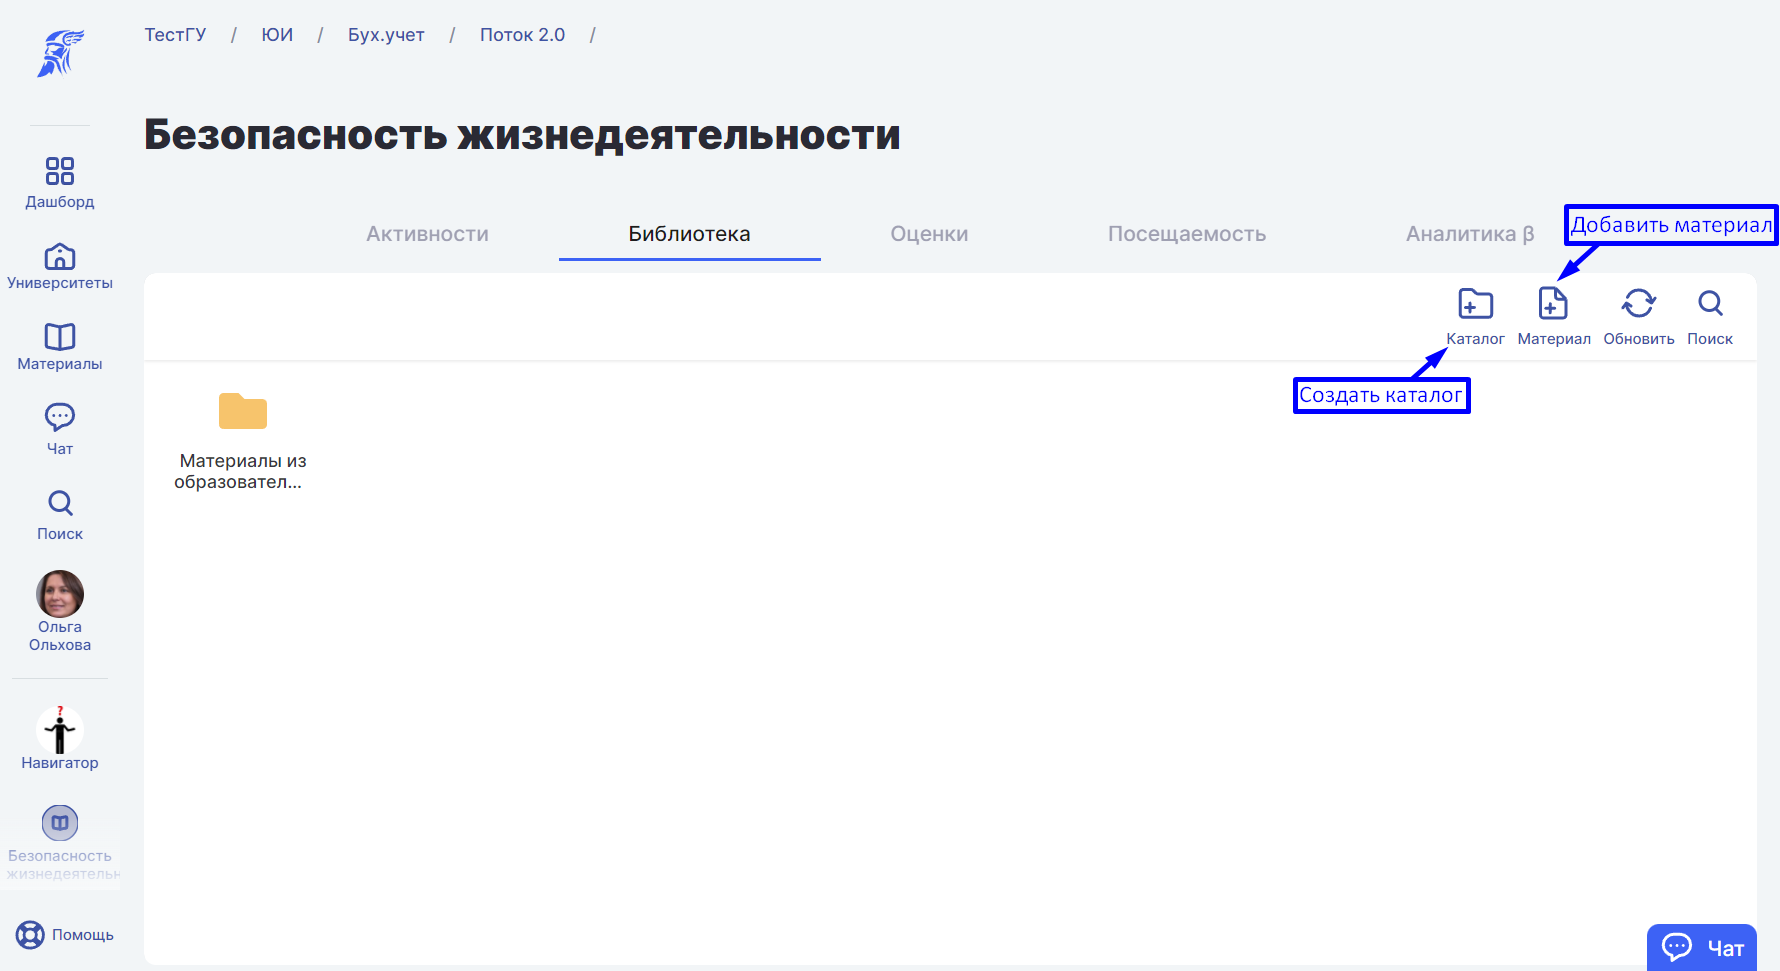 ТестГУ / ЮИ / Бух.учет / Поток 2.0 /
Безопасность жизнедеятельности
Активности Библиотека Оценки Посещаемость Аналитика β
Добавить материал
Каталог Материал Обновить Поиск
Создать каталог
Материалы из
образовател...
Дашборд
Университеты
Материалы
Чат
Поиск
Ольга
Ольхова
?
Навигатор
Безопасность
жизнедеятельн
Помощь
Чат